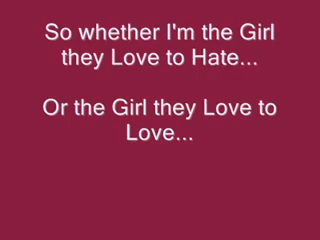 So whether I'm the Girl
they Love to Hate...
Or the Girl they Love to
Love...